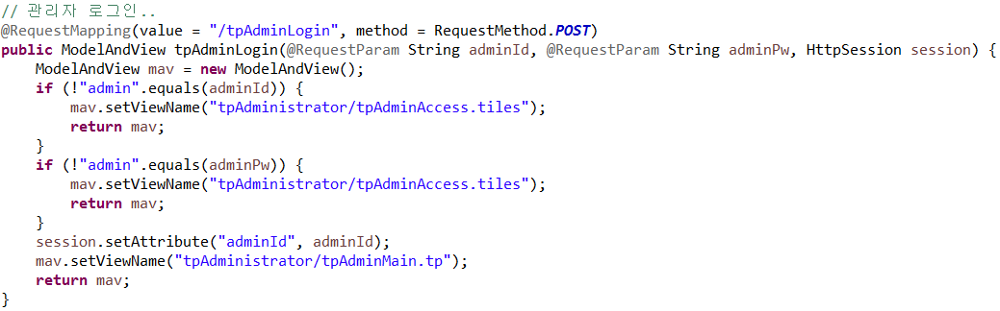 // 관리자 로그인..
@RequestMapping(value = "/tpAdminLogin", method = RequestMethod.POST)
public ModelAndView tpAdminLogin(@RequestParam String adminId, @RequestParam String adminPw, HttpSession session) {
    ModelAndView mav = new ModelAndView();
    if (!"admin".equals(adminId)) {
        mav.setViewName("tpAdministrator/tpAdminAccess.tiles");
        return mav;
    }
    if (!"admin".equals(adminPw)) {
        mav.setViewName("tpAdministrator/tpAdminAccess.tiles");
        return mav;
    }
    session.setAttribute("adminId", adminId);
    mav.setViewName("tpAdministrator/tpAdminMain.tp");
    return mav;
}